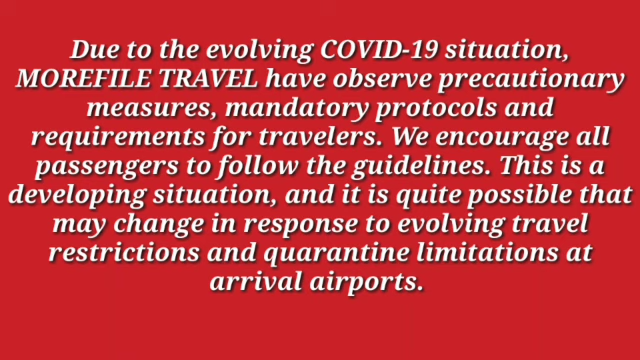 Due to the evolving COVID-19 situation,
MOREFILE TRAVEL have observe precautionary
measures, mandatory protocols and
requirements for travelers. We encourage all
passengers to follow the guidelines. This is a
developing situation, and it is quite possible that
may change in response to evolving travel
restrictions and quarantine limitations at
arrival airports.